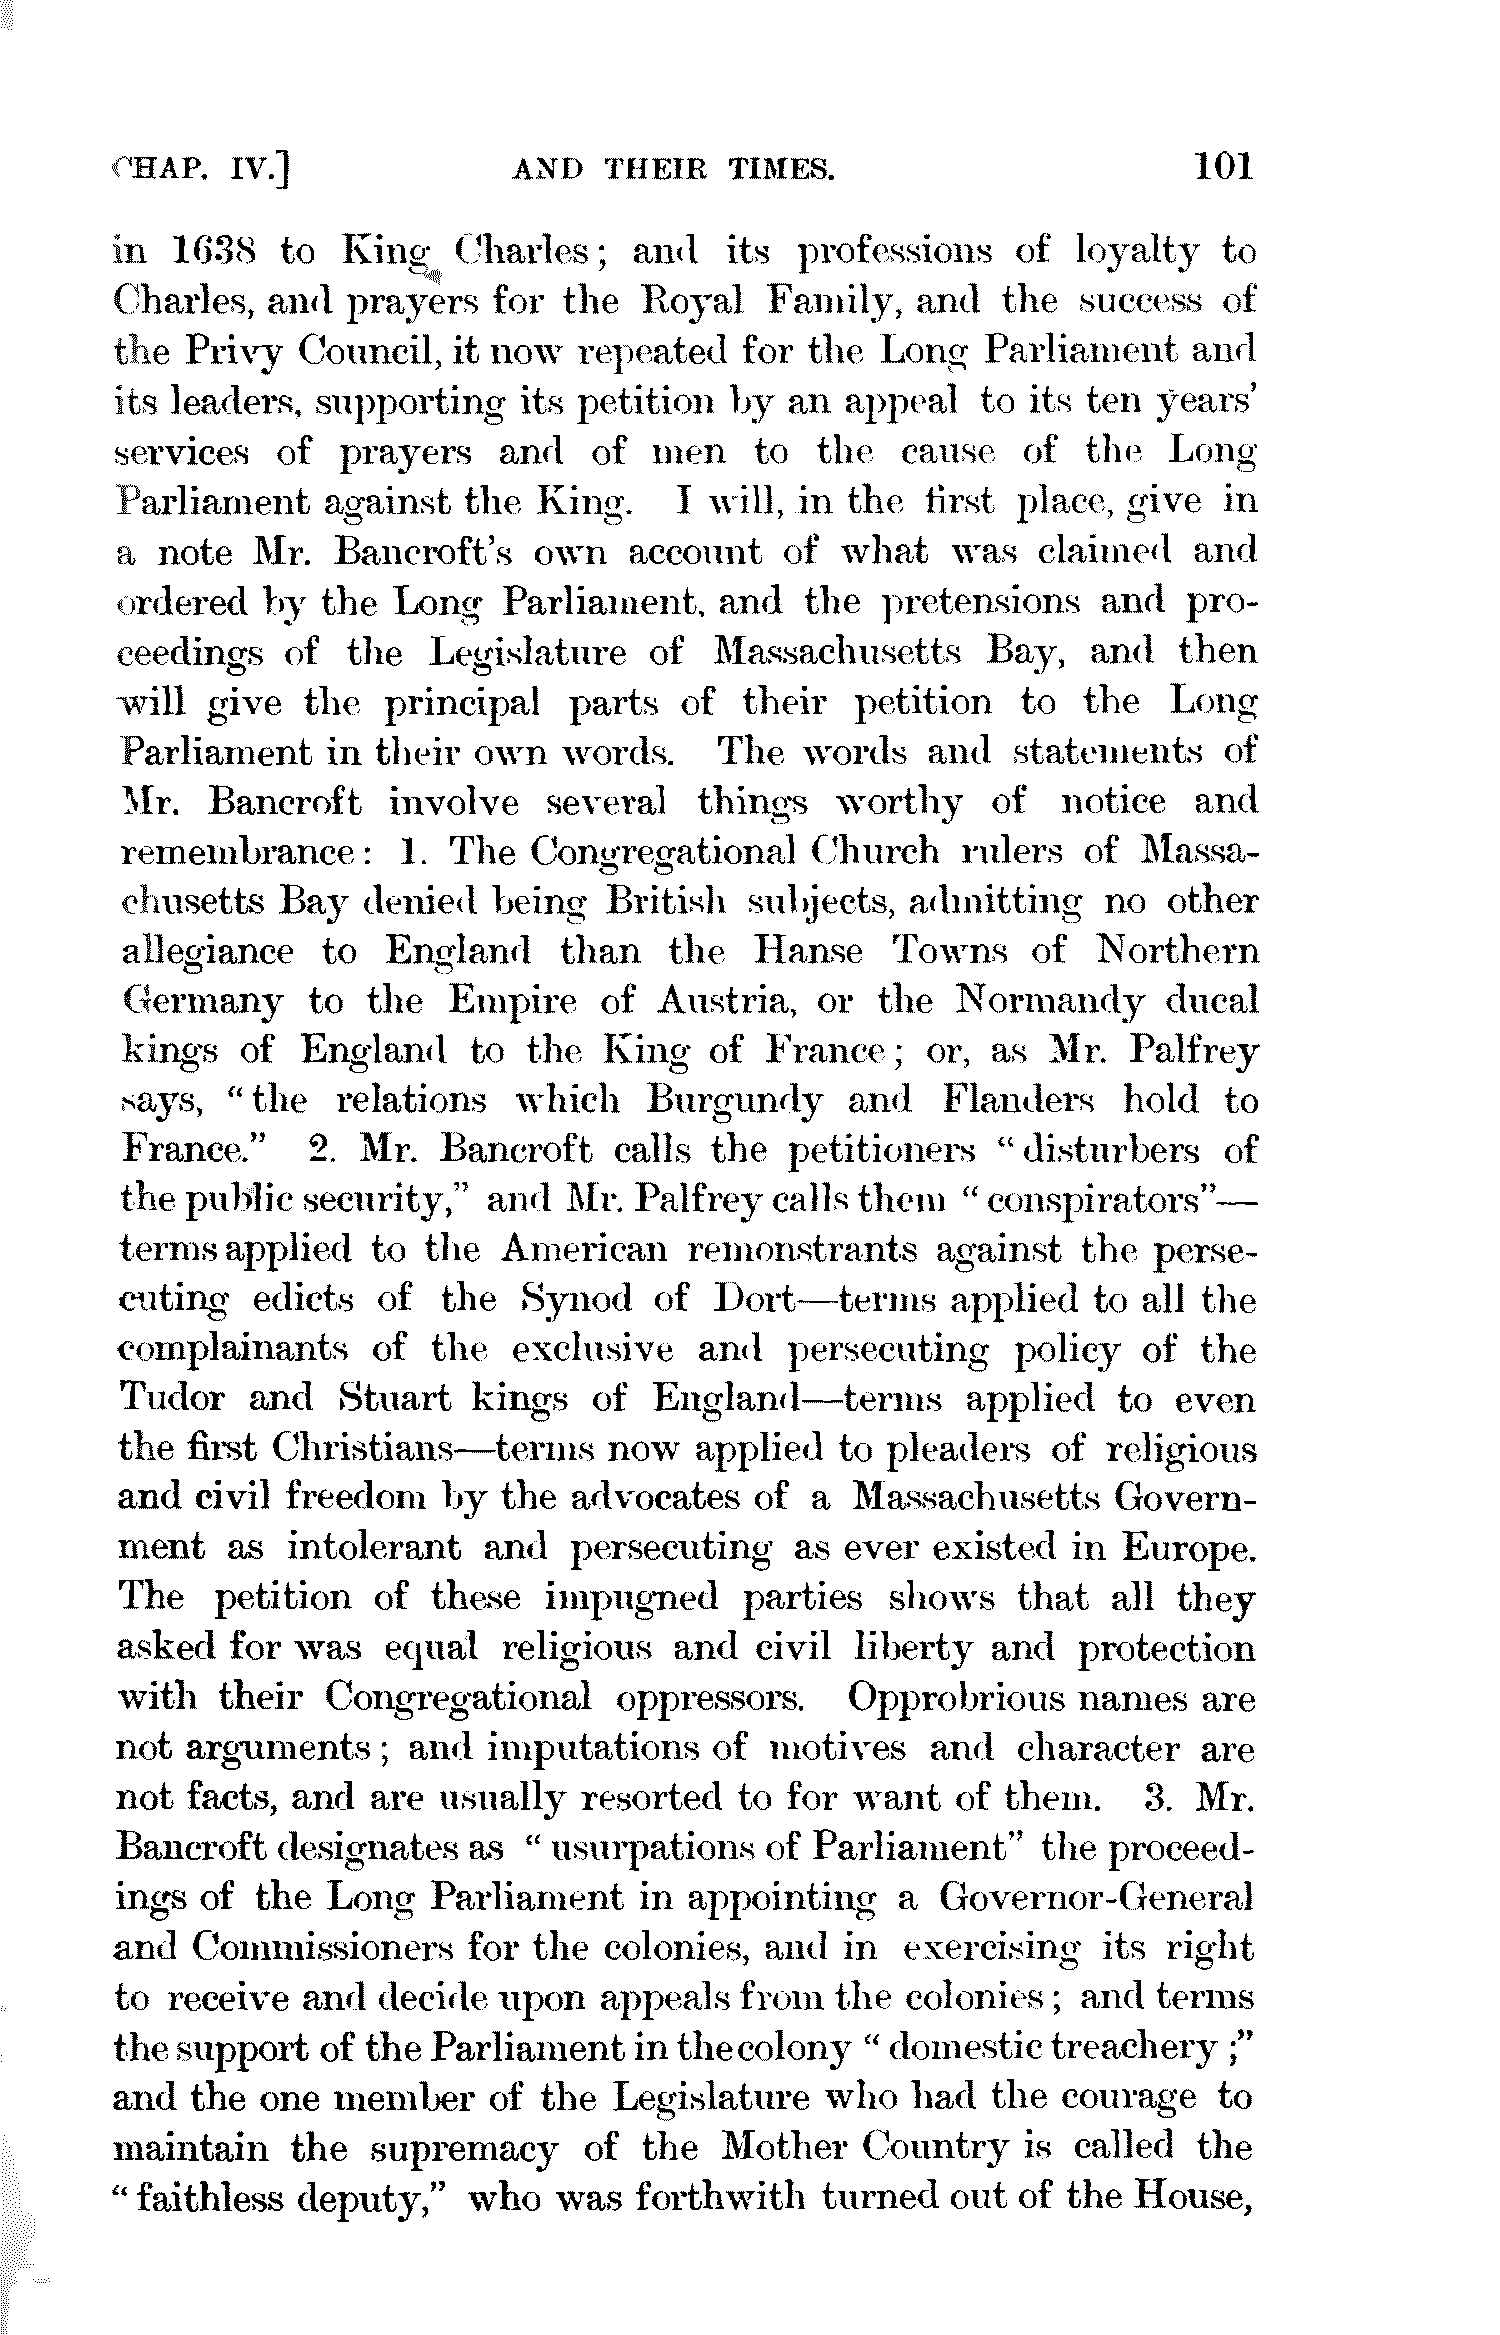 CHAP. IV.] AND THEIR TIMES. 101
in 1638 to King Charles; and its professions of loyalty to
Charles, and prayers for the Royal Family, and the success of
the Privy Council, it now repeated for the Long Parliament and
its leaders, supporting its petition by an appeal to its ten years'
services of prayers and of men to the cause of the Long
Parliament against the King. I will, in the first place, give in
a note Mr. Bancroft's own account of what was claimed and
ordered by the Long Parliament, and the pretensions and pro-
ceedings of the Legislature of Massachusetts Bay, and then
will give the principal parts of their petition to the Long
Parliament in their own words. The words and statements of
Mr. Bancroft involve several things worthy of notice and
remembrance: 1. The Congregational Church rulers of Massa-
chusetts Bay denied being British subjects, admitting no other
allegiance to England than the Hanse Towns of Northern
Germany to the Empire of Austria, or the Normandy ducal
kings of England to the King of France; or, as Mr. Palfrey
says, "the relations which Burgundy and Flanders hold to
France." 2. Mr. Bancroft calls the petitioners "disturbers of
the public security," and Mr. Palfrey calls them "conspirators"—
terms applied to the American remonstrants against the perse-
cuting edicts of the Synod of Dort—terms applied to all the
complainants of the exclusive and persecuting policy of the
Tudor and Stuart kings of England—terms applied to even
the first Christians—terms now applied to pleaders of religious
and civil freedom by the advocates of a Massachusetts Govern-
ment as intolerant and persecuting as ever existed in Europe.
The petition of these impugned parties shows that all they
asked for was equal religious and civil liberty and protection
with their Congregational oppressors. Opprobrious names are
not arguments; and imputations of motives and character are
not facts, and are usually resorted to for want of them. 3. Mr.
Bancroft designates as "usurpations of Parliament" the proceed-
ings of the Long Parliament in appointing a Governor-General
and Commissioners for the colonies, and in exercising its right
to receive and decide upon appeals from the colonies; and terms
the support of the Parliament in the colony "domestic treachery;"
and the one member of the Legislature who had the courage to
maintain the supremacy of the Mother Country is called the
"faithless deputy," who was forthwith turned out of the House,